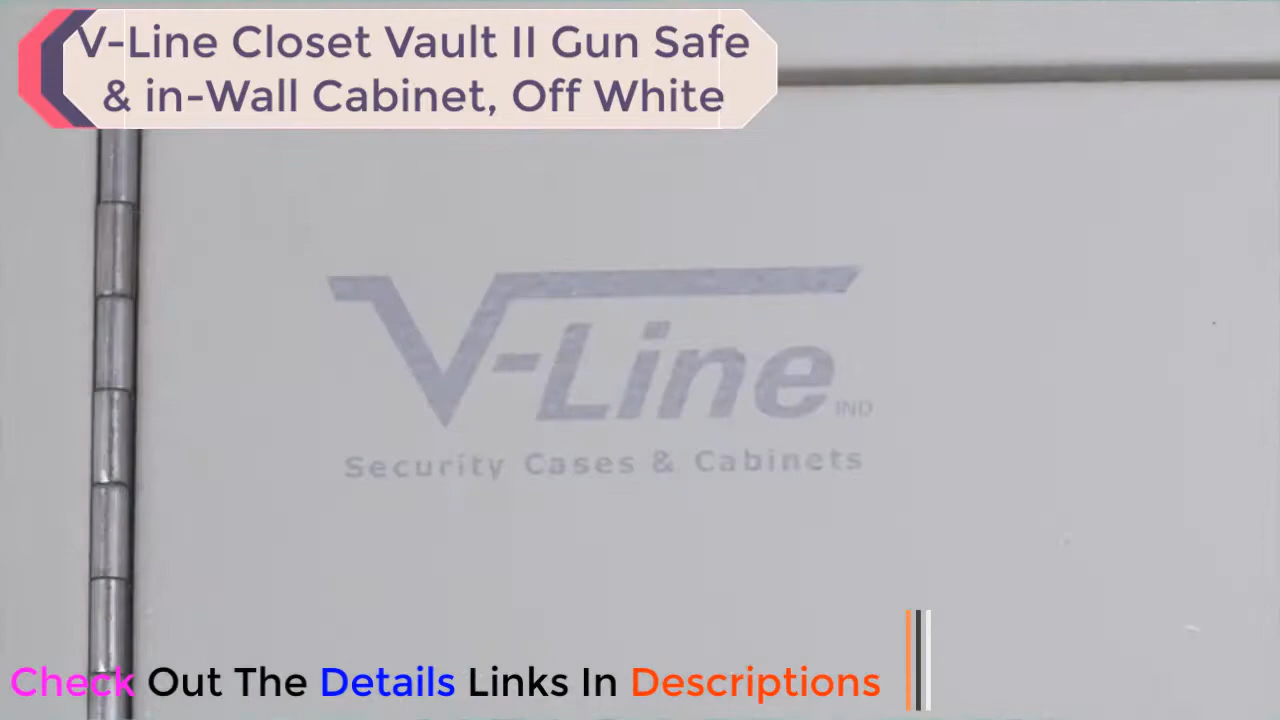 V-Line Closet Vault II Gun Safe
& in-Wall Cabinet, Off White
V-Line IND
Security Cases & Cabinets
Check Out The Details Links In Descriptions